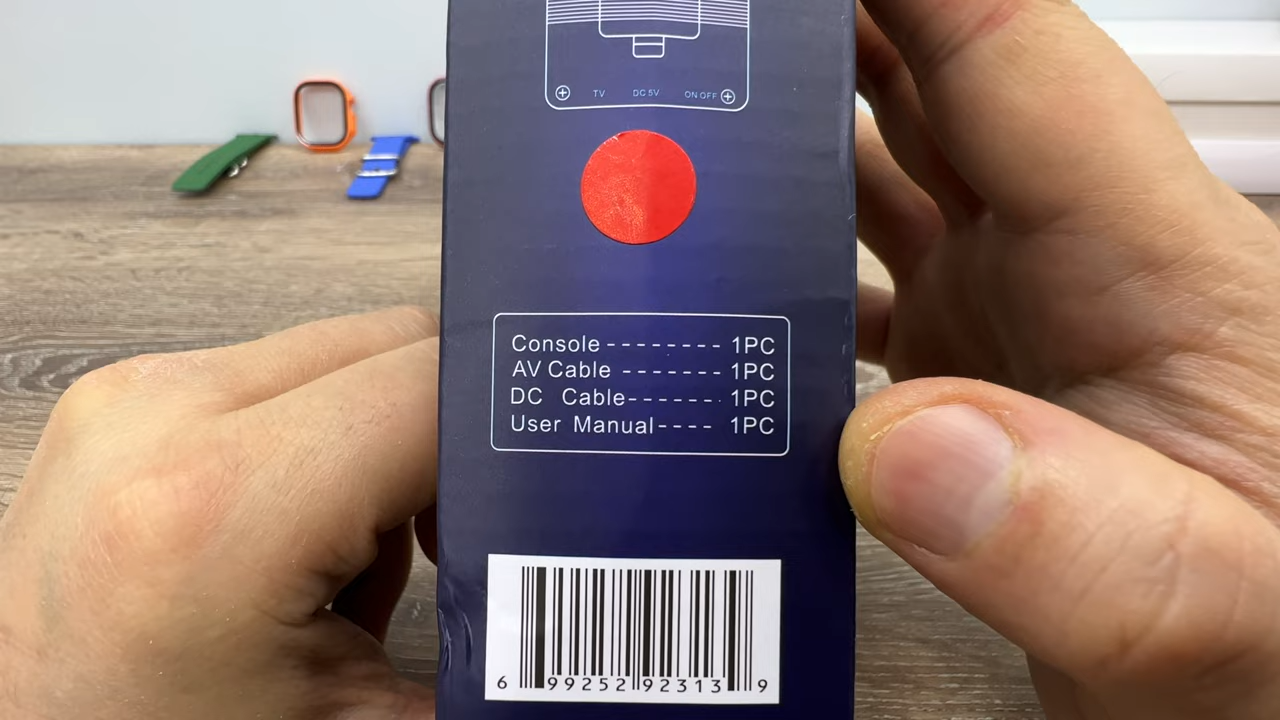 TV DC 5V ON OFF
Console - - - - - - - - 1PC
AV Cable - - - - - - - 1PC
DC Cable - - - - - - - 1PC
User Manual - - - - 1PC
6 99252 92313 9